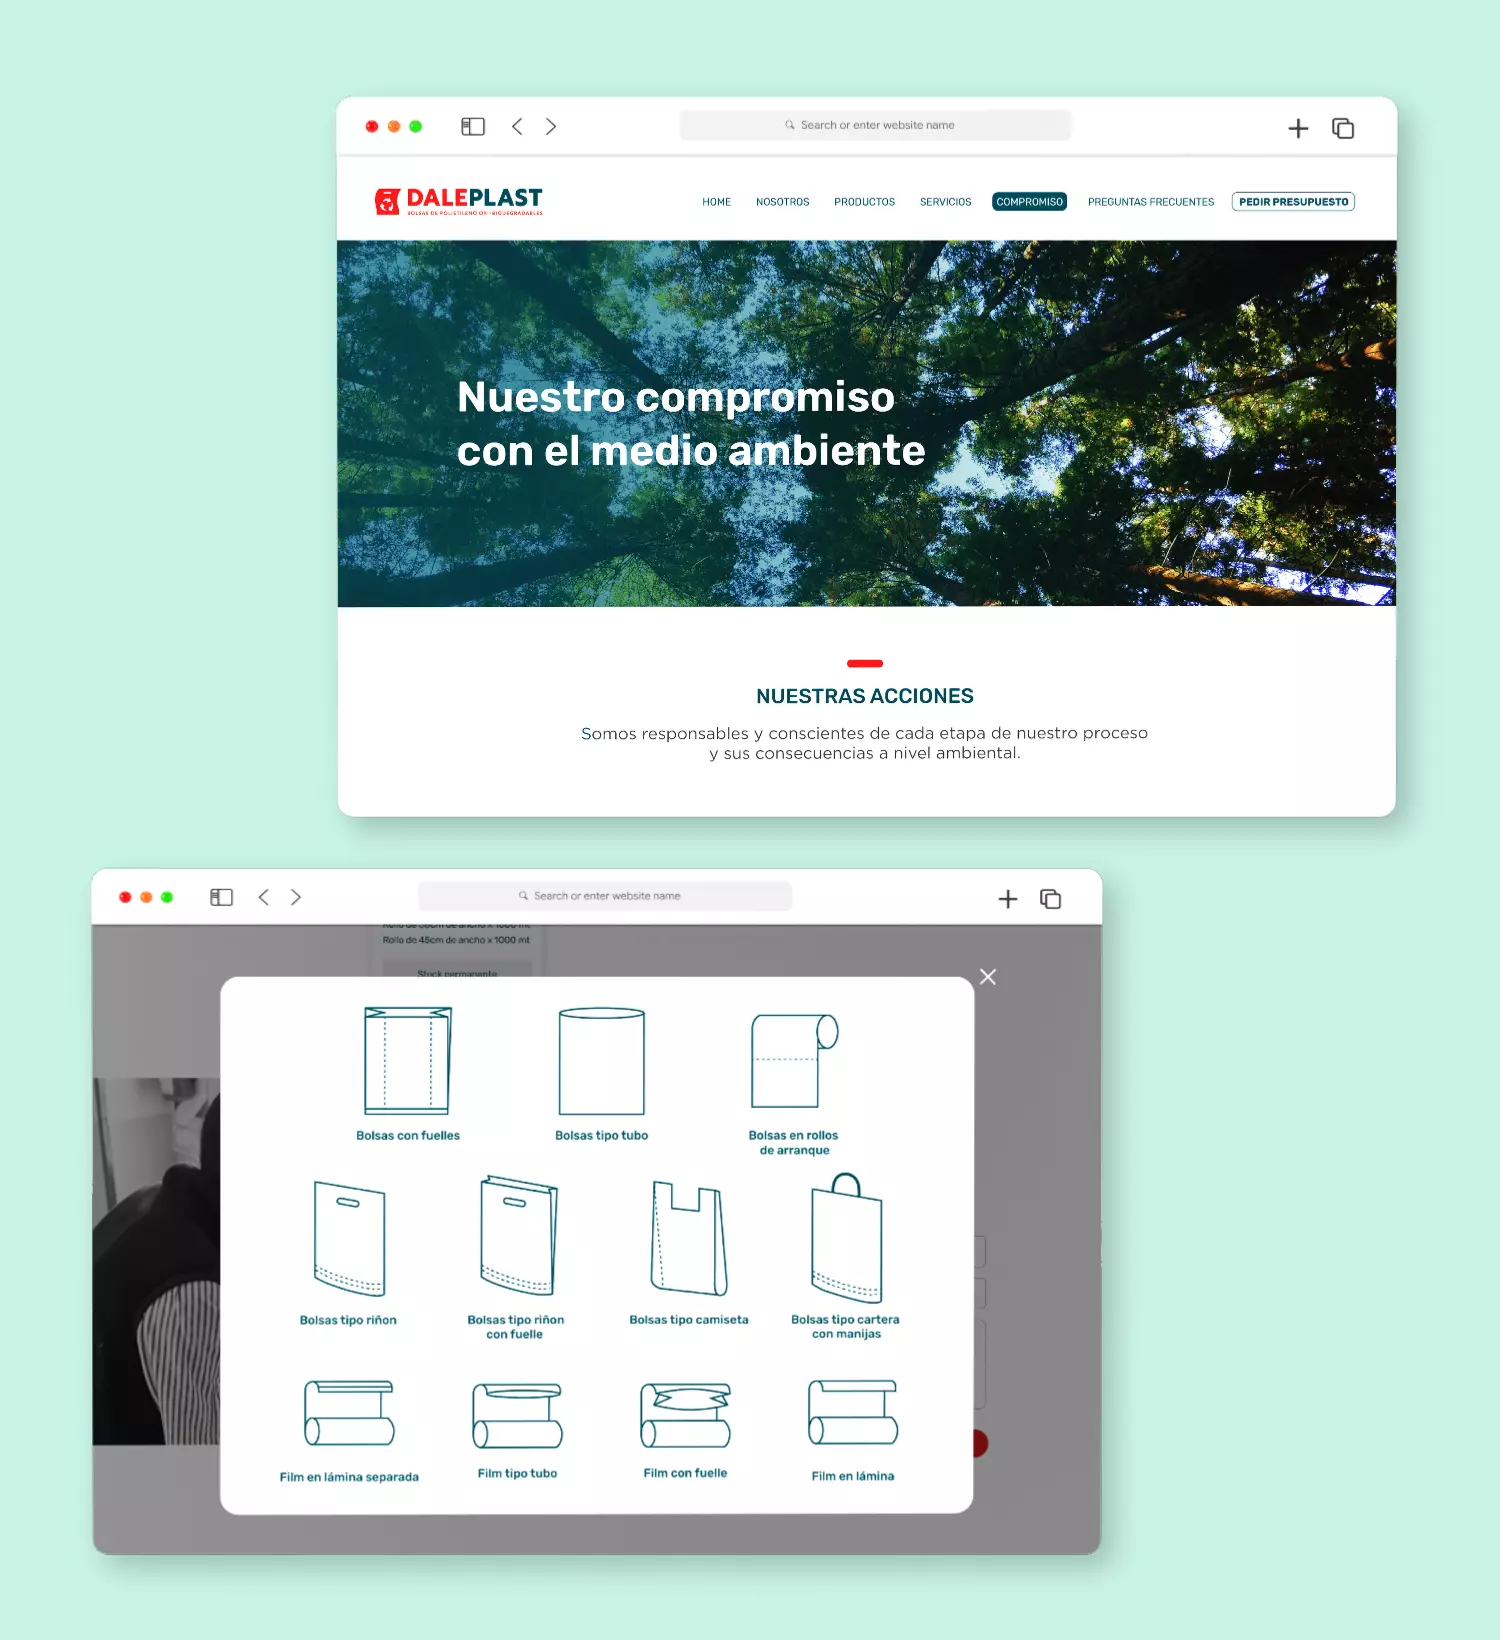 Search or enter website name
DALEPLAST
BOLSAS DE POLIETILENO OXI-BIODEGRADABLES
HOME NOSOTROS PRODUCTOS SERVICIOS COMPROMISO PREGUNTAS FRECUENTES PEDIR PRESUPUESTO
Nuestro compromiso
con el medio ambiente
NUESTRAS ACCIONES
Somos responsables y conscientes de cada etapa de nuestro proceso
y sus consecuencias a nivel ambiental.
Search or enter website name
Rollo de 45cm de ancho x 1000 mt
Stock permanente
Bolsas con fuelles
Bolsas tipo tubo
Bolsas en rollos
de arranque
Bolsas tipo riñon
Bolsas tipo riñon
con fuelle
Bolsas tipo camiseta
Bolsas tipo cartera
con manijas
Film en lámina separada
Film tipo tubo
Film con fuelle
Film en lámina